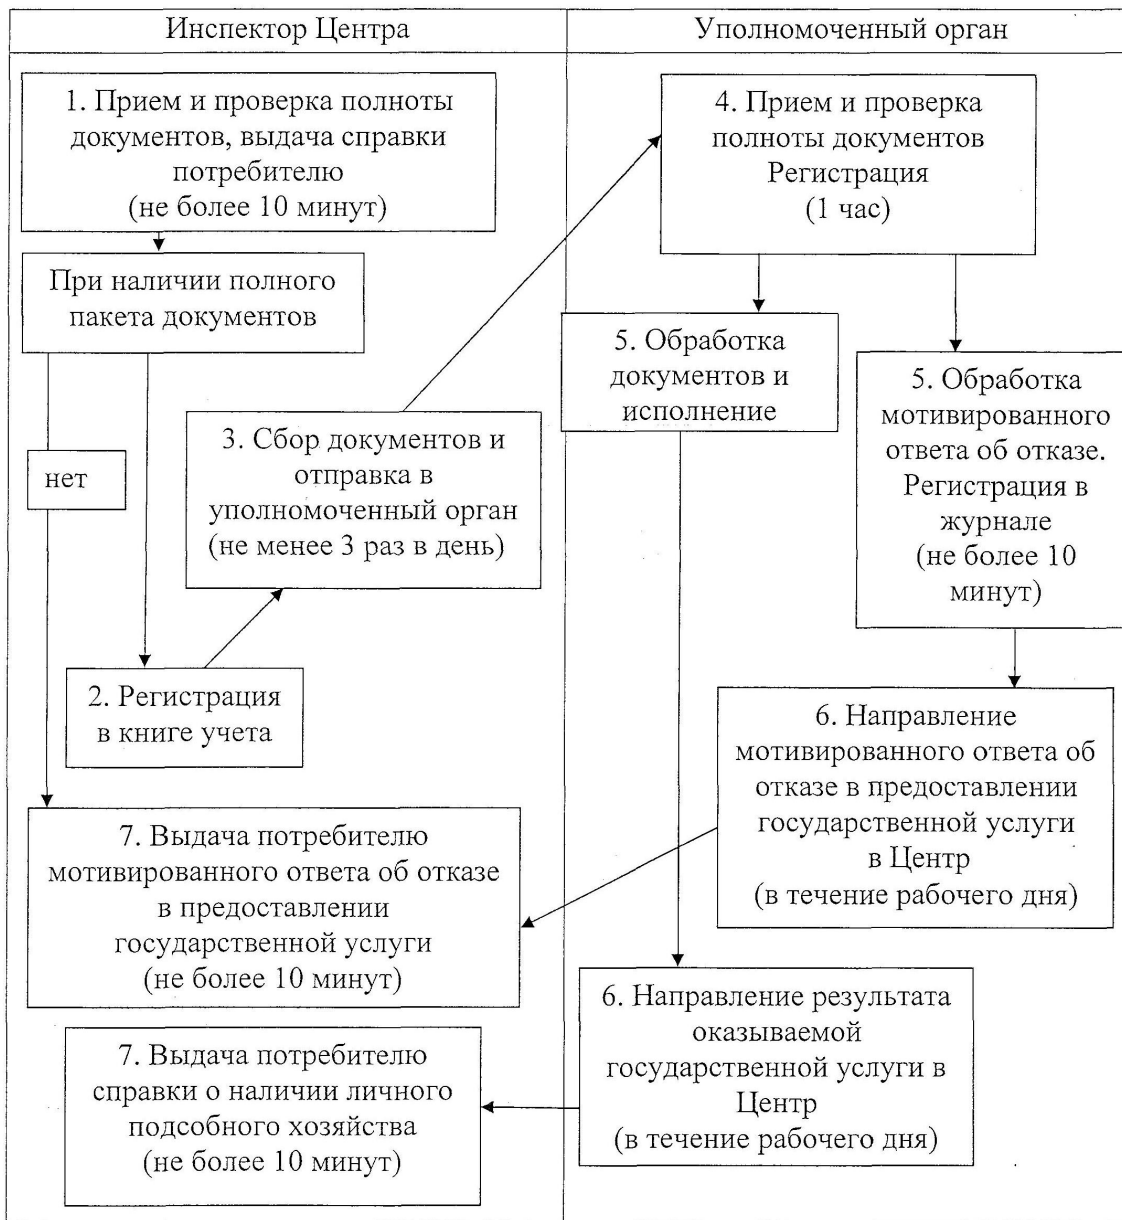 Инспектор Центра
Уполномоченный орган
1. Прием и проверка полноты
документов, выдача справки
потребителю
(не более 10 минут)
При наличии полного
пакета документов
нет
2. Регистрация
в книге учета
3. Сбор документов и
отправка в
уполномоченный орган
(не менее 3 раз в день)
4. Прием и проверка
полноты документов
Регистрация
(1 час)
5. Обработка
документов и
исполнение
5. Обработка
мотивированного
ответа об отказе.
Регистрация в
журнале
(не более 10
минут)
6. Направление
мотивированного ответа об
отказе в предоставлении
государственной услуги
в Центр
(в течение рабочего дня)
7. Выдача потребителю
мотивированного ответа об отказе
в предоставлении
государственной услуги
(не более 10 минут)
6. Направление результата
оказываемой
государственной услуги в
Центр
(в течение рабочего дня)
7. Выдача потребителю
справки о наличии личного
подсобного хозяйства
(не более 10 минут)